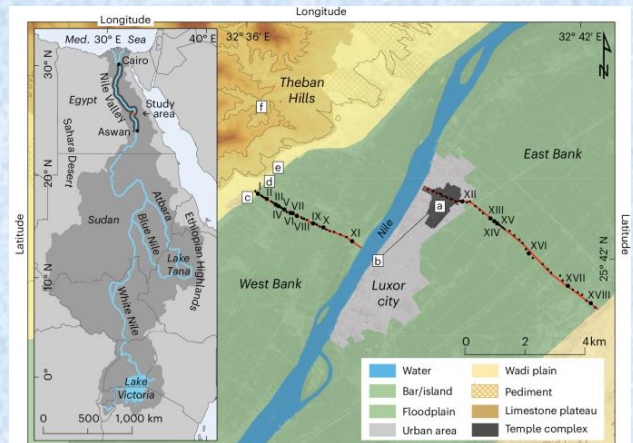 Longitude
Longitude
Med. 30° E Sea
40° E
32° 36′ E
32° 42′ E
N
30° N
Cairo
Egypt
Nile Valley
Study
area
Aswan
Sahara Desert
20° N
Sudan
Atbara
Blue Nile
Ethiopian Highlands
Lake
Tana
10° N
White Nile
0°
Lake
Victoria
0 500 1,000 km
Latitude
Theban
Hills
f
e
d
c
I
II
III
V
VII
IV
VI
VIII
IX
X
XI
West Bank
Nile
b
a
Luxor
city
East Bank
XII
XIII
XV
XIV
XVI
XVII
XVIII
25° 42′ N
Latitude
0 2 4 km
Water
Bar/island
Floodplain
Urban area
Wadi plain
Pediment
Limestone plateau
Temple complex